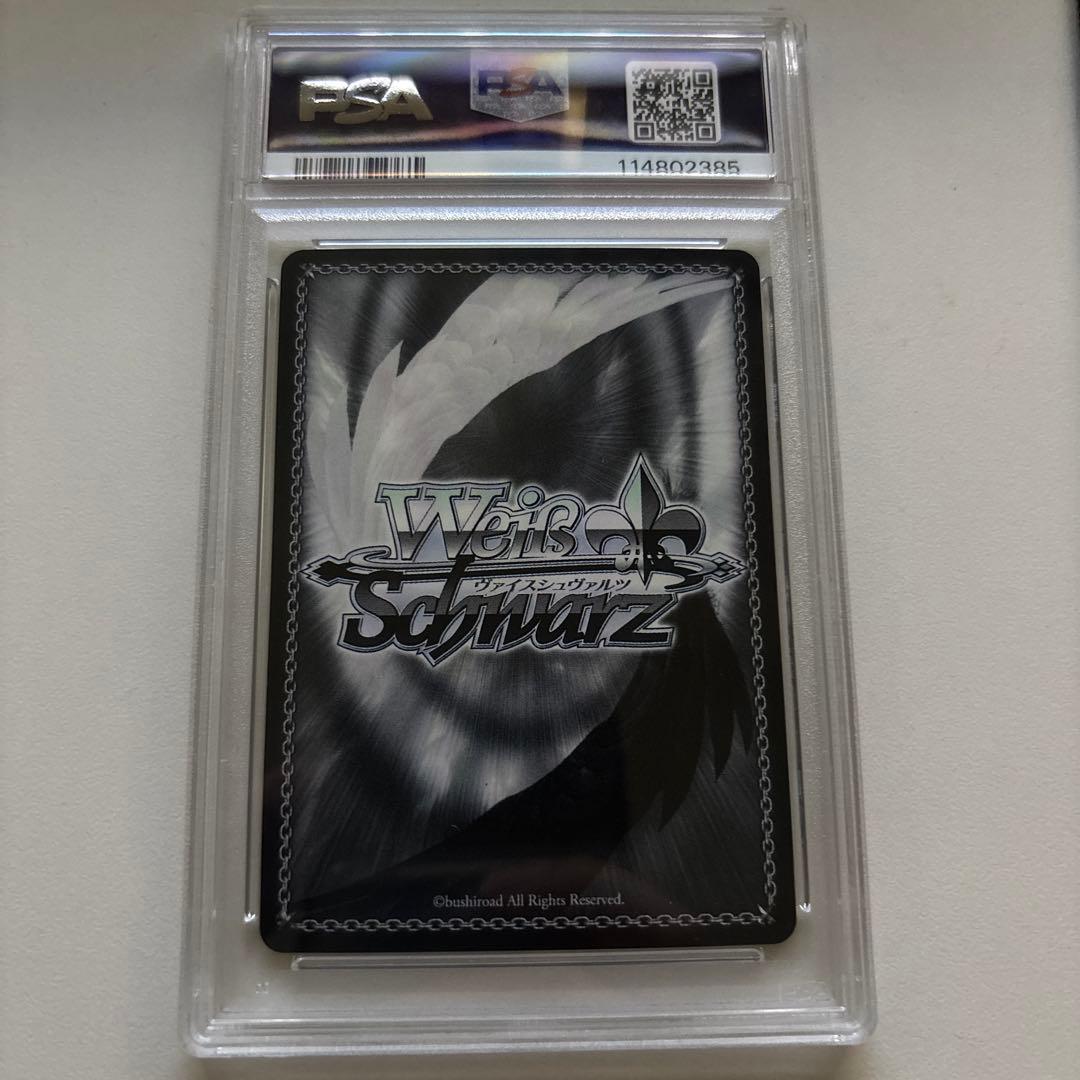 PSA
PSA
114802385
Weiß
ヴァイスシュヴァルツ
Schwarz
©bushiroad All Rights Reserved.